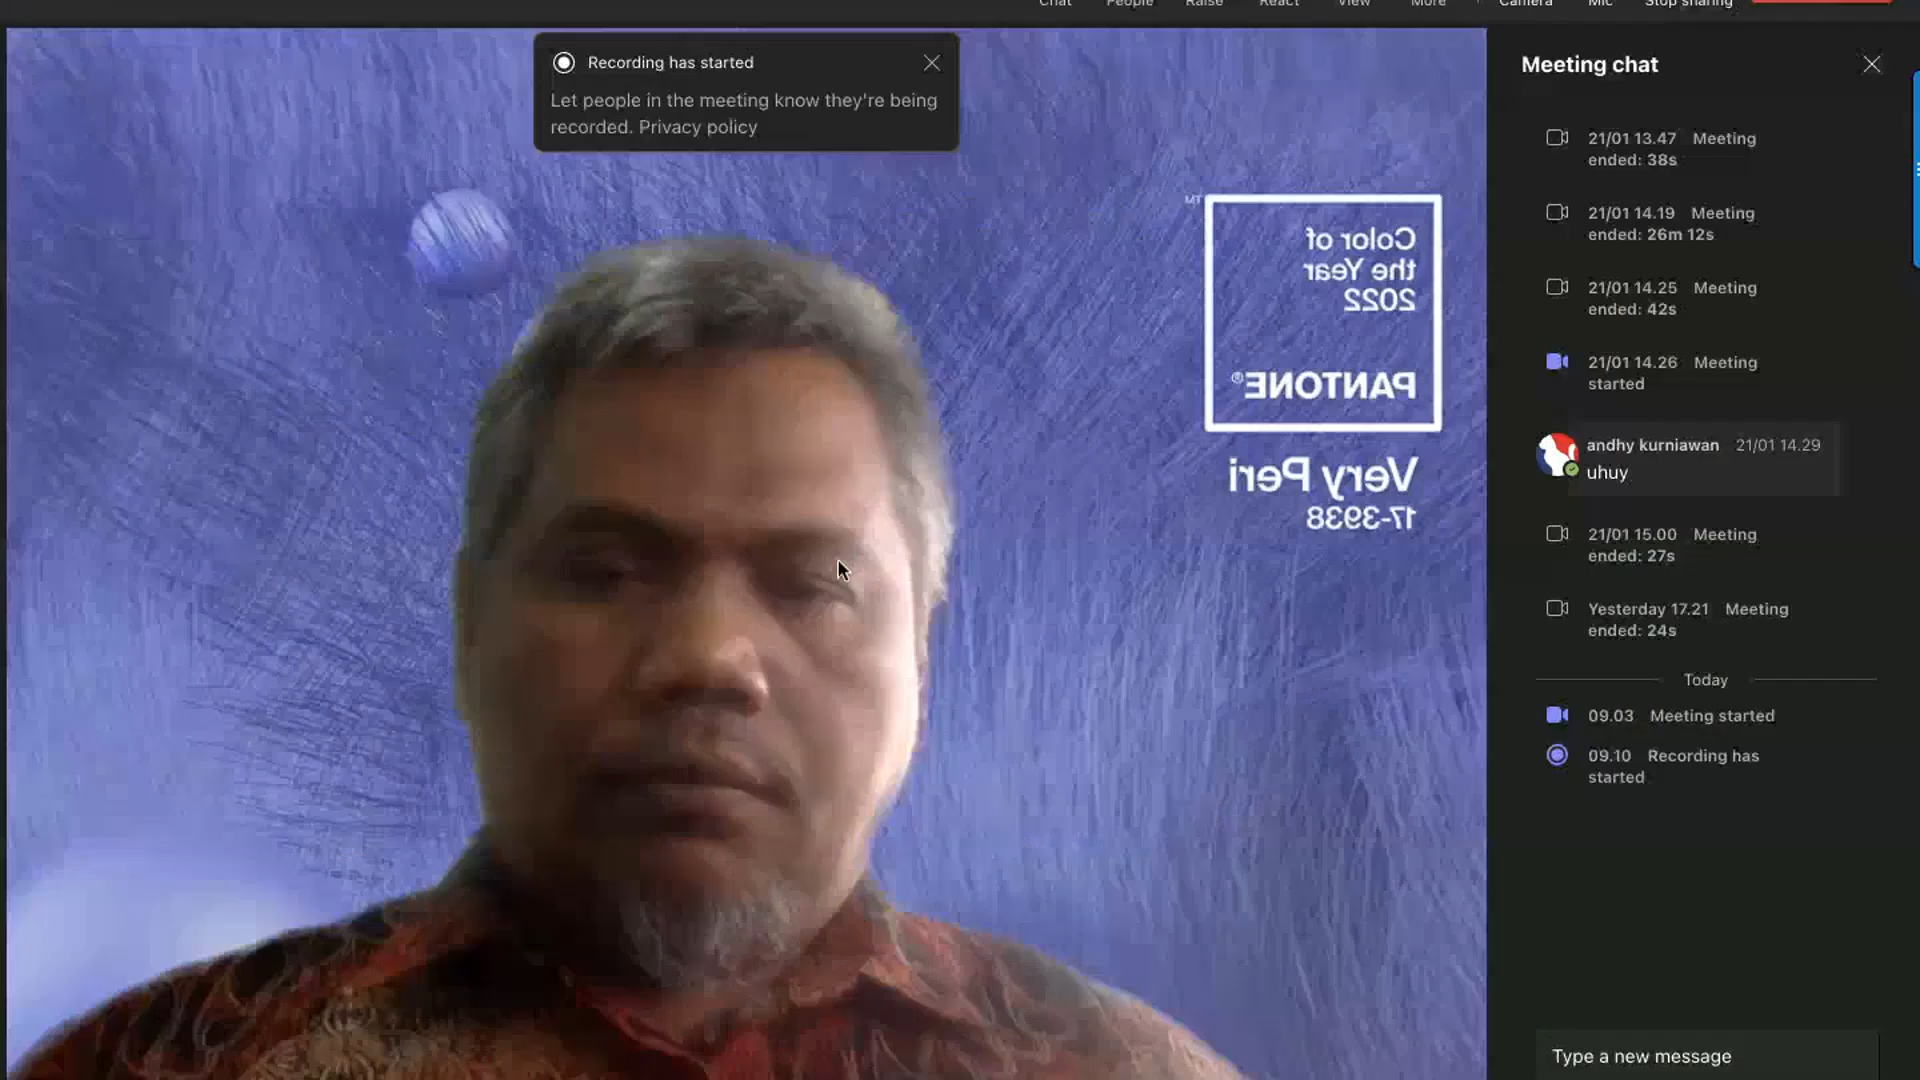 Chat People Raise React View More Camera Mic Stop sharing
Recording has started
Let people in the meeting know they're being
recorded. Privacy policy
TM
Color of
the Year
2022
PANTONE®
Very Peri
17-3938
Meeting chat
21/01 13.47 Meeting
ended: 38s
21/01 14.19 Meeting
ended: 26m 12s
21/01 14.25 Meeting
ended: 42s
21/01 14.26 Meeting
started
andhy kurniawan 21/01 14.29
uhuy
21/01 15.00 Meeting
ended: 27s
Yesterday 17.21 Meeting
ended: 24s
Today
09.03 Meeting started
09.10 Recording has
started
Type a new message